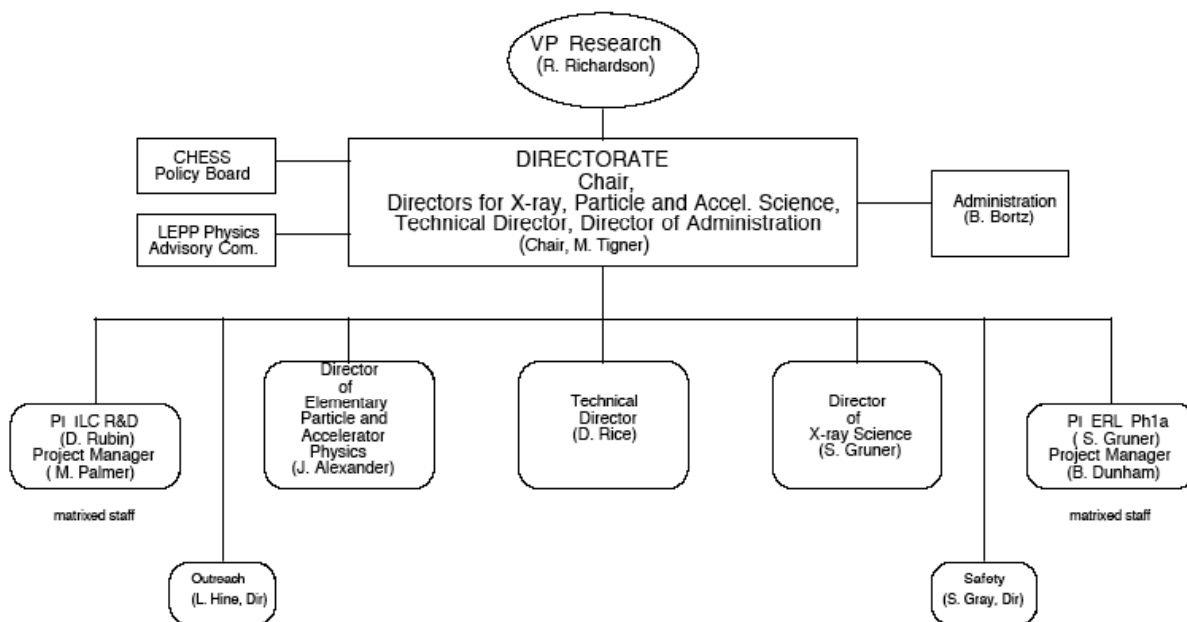 VP Research
(R. Richardson)
CHESS
Policy Board
LEPP Physics
Advisory Com.
DIRECTORATE
Chair,
Directors for X-ray, Particle and Accel. Science,
Technical Director, Director of Administration
(Chair, M. Tigner)
Administration
(B. Bortz)
PI ILC R&D
(D. Rubin)
Project Manager
( M. Palmer)
matrixed staff
Director
of
Elementary
Particle and
Accelerator
Physics
(J. Alexander)
Technical
Director
(D. Rice)
Director
of
X-ray Science
(S. Gruner)
PI ERL Ph1a
( S. Gruner)
Project Manager
(B. Dunham)
matrixed staff
Outreach
(L. Hine, Dir)
Safety
(S. Gray, Dir)